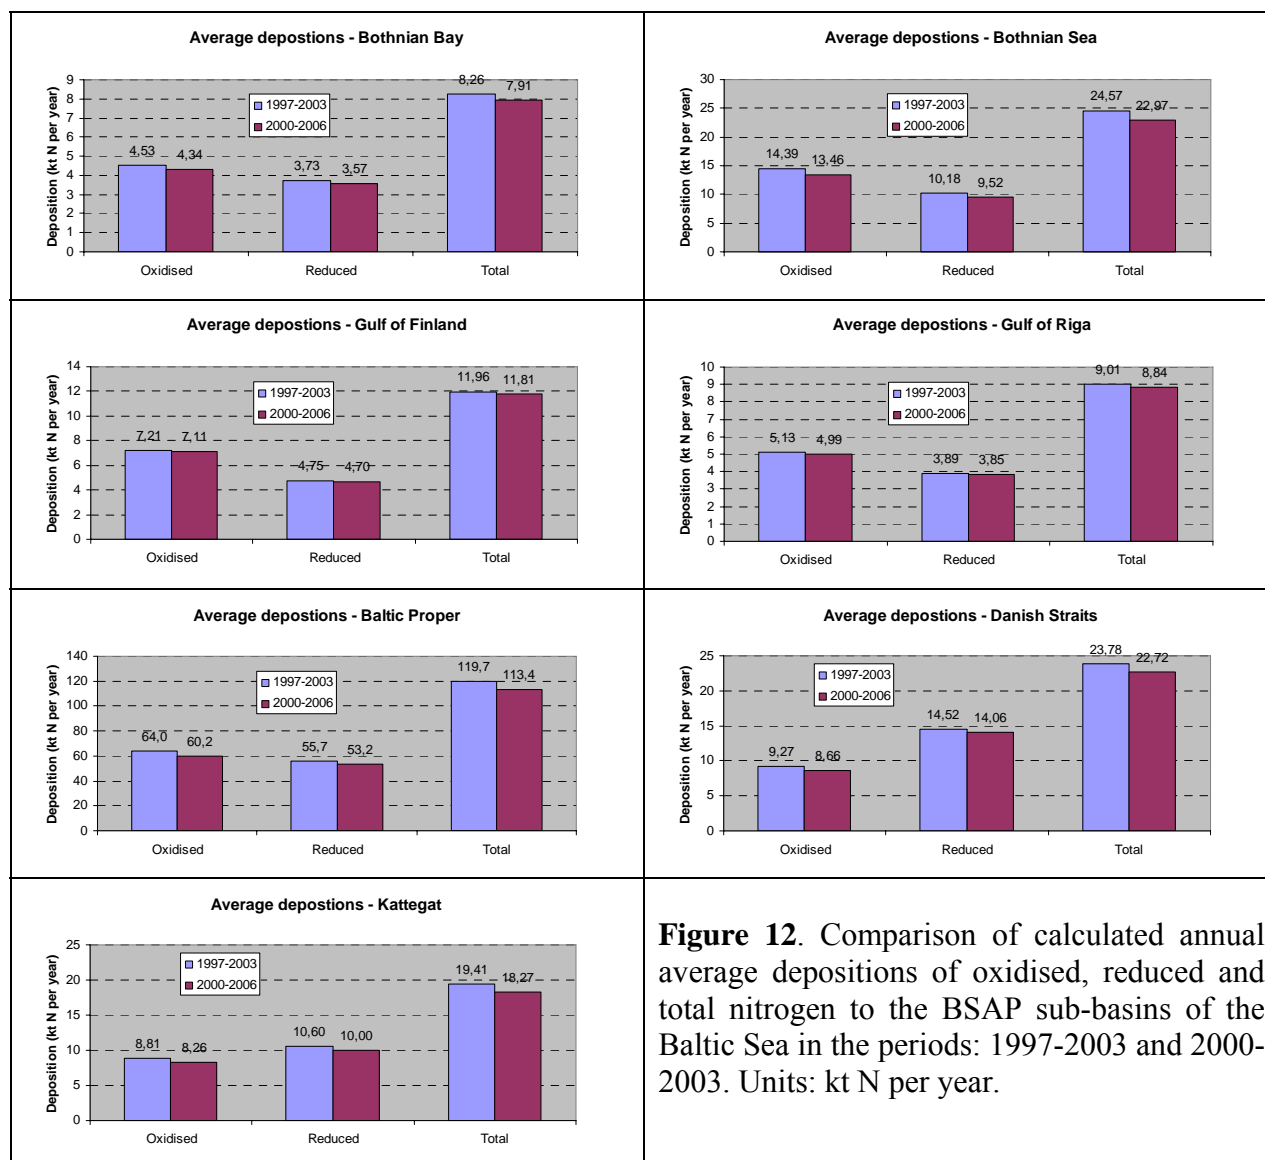 Average depostions - Bothnian Bay
Deposition (kt N per year)
9
8
7
6
5
4
3
2
1
0
1997-2003
2000-2006
4,53
4,34
3,73
3,57
8,26
7,91
Oxidised
Reduced
Total
Average depostions - Bothnian Sea
Deposition (kt N per year)
30
25
20
15
10
5
0
1997-2003
2000-2006
14,39
13,46
10,18
9,52
24,57
22,97
Oxidised
Reduced
Total
Average depostions - Gulf of Finland
Deposition (kt N per year)
14
12
10
8
6
4
2
0
1997-2003
2000-2006
7,21
7,11
4,75
4,70
11,96
11,81
Oxidised
Reduced
Total
Average depostions - Gulf of Riga
Deposition (kt N per year)
10
9
8
7
6
5
4
3
2
1
0
1997-2003
2000-2006
5,13
4,99
3,89
3,85
9,01
8,84
Oxidised
Reduced
Total
Average depostions - Baltic Proper
Deposition (kt N per year)
140
120
100
80
60
40
20
0
1997-2003
2000-2006
64,0
60,2
55,7
53,2
119,7
113,4
Oxidised
Reduced
Total
Average depostions - Danish Straits
Deposition (kt N per year)
25
20
15
10
5
0
1997-2003
2000-2006
9,27
8,66
14,52
14,06
23,78
22,72
Oxidised
Reduced
Total
Average depostions - Kattegat
Deposition (kt N per year)
25
20
15
10
5
0
1997-2003
2000-2006
8,81
8,26
10,60
10,00
19,41
18,27
Oxidised
Reduced
Total
Figure 12. Comparison of calculated annual
average depositions of oxidised, reduced and
total nitrogen to the BSAP sub-basins of the
Baltic Sea in the periods: 1997-2003 and 2000-
2003. Units: kt N per year.